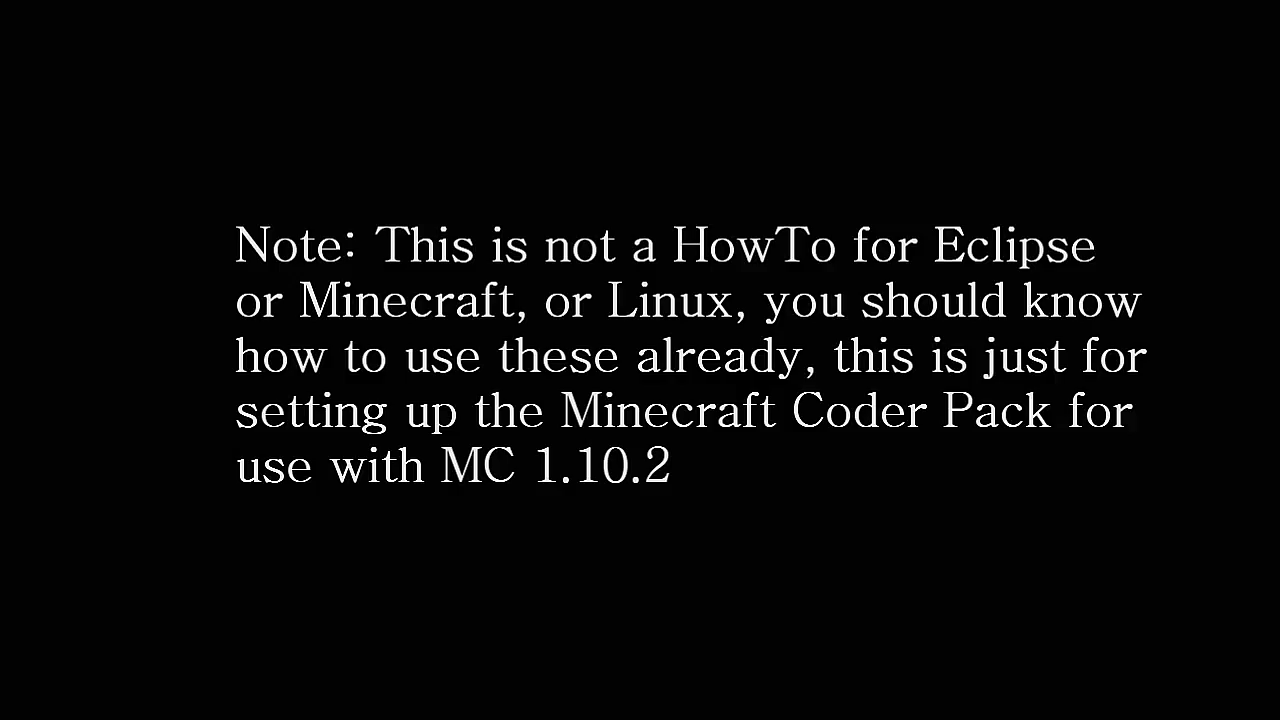 Note: This is not a HowTo for Eclipse
or Minecraft, or Linux, you should know
how to use these already, this is just for
setting up the Minecraft Coder Pack for
use with MC 1.10.2